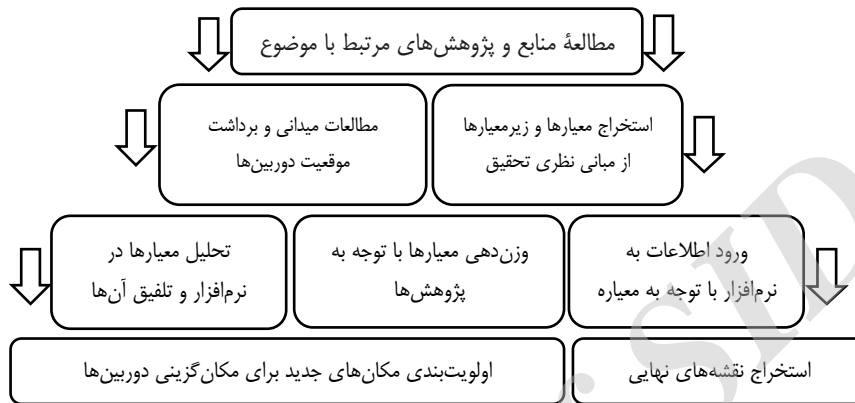 مطالعهٔ منابع و پژوهش‌های مرتبط با موضوع
استخراج معیارها و زیرمعیارها
از مبانی نظری تحقیق
مطالعات میدانی و برداشت
موقعیت دوربین‌ها
ورود اطلاعات به
نرم‌افزار با توجه به معیاره
وزن‌دهی معیارها با توجه به
پژوهش‌ها
تحلیل معیارها در
نرم‌افزار و تلفیق آن‌ها
استخراج نقشه‌های نهایی
اولویت‌بندی مکان‌های جدید برای مکان‌گزینی دوربین‌ها
SID